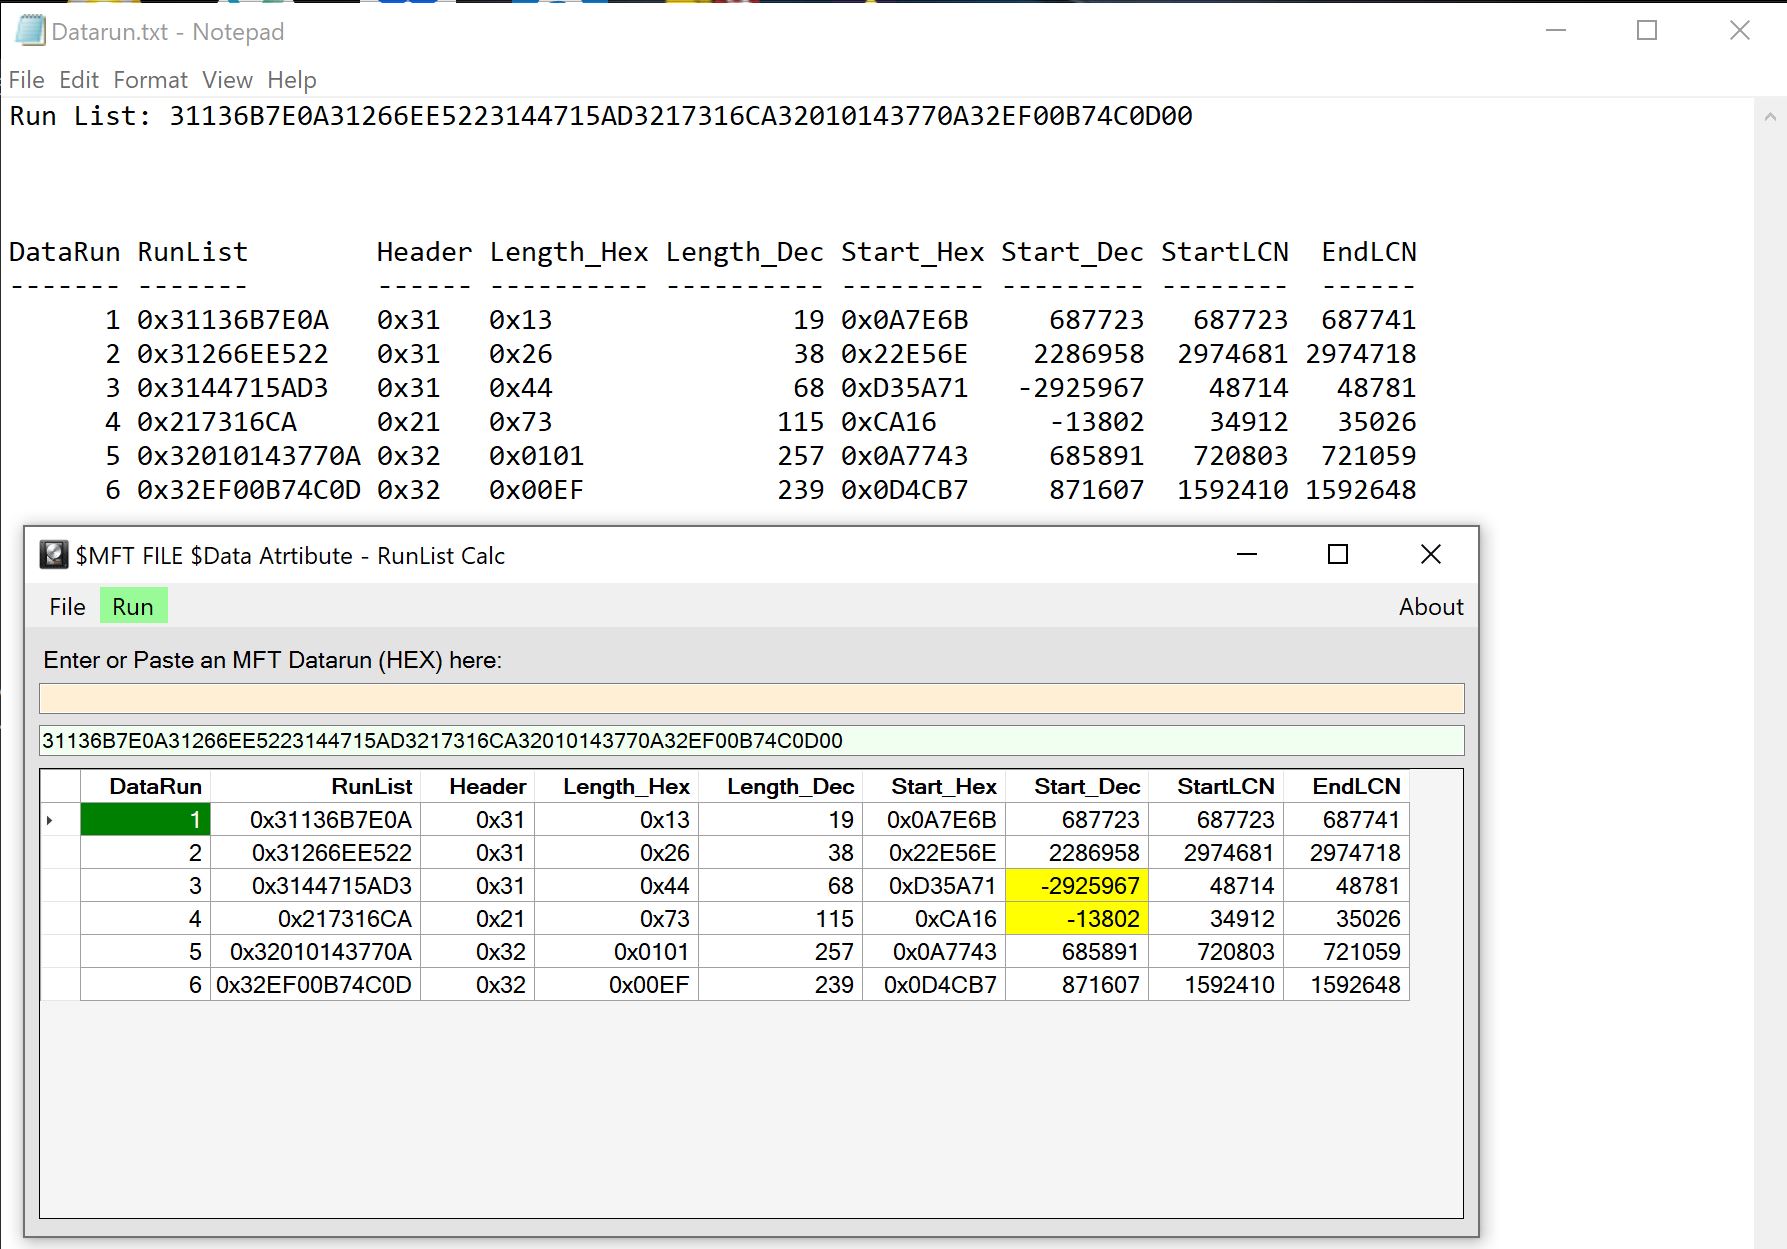 Datarun.txt - Notepad
File Edit Format View Help
Run List: 31136B7E0A31266EE5223144715AD3217316CA32010143770A32EF00B74C0D00
DataRun RunList Header Length_Hex Length_Dec Start_Hex Start_Dec StartLCN EndLCN
------- ------- ------ ---------- ---------- --------- --------- -------- ------
1 0x31136B7E0A 0x31 0x13 19 0x0A7E6B 687723 687723 687741
2 0x31266EE522 0x31 0x26 38 0x22E56E 2286958 2974681 2974718
3 0x3144715AD3 0x31 0x44 68 0xD35A71 -2925967 48714 48781
4 0x217316CA 0x21 0x73 115 0xCA16 -13802 34912 35026
5 0x32010143770A 0x32 0x0101 257 0x0A7743 685891 720803 721059
6 0x32EF00B74C0D 0x32 0x00EF 239 0x0D4CB7 871607 1592410 1592648
$MFT FILE $Data Atrtibute - RunList Calc
File Run About
Enter or Paste an MFT Datarun (HEX) here:
31136B7E0A31266EE5223144715AD3217316CA32010143770A32EF00B74C0D00
DataRun RunList Header Length_Hex Length_Dec Start_Hex Start_Dec StartLCN EndLCN
1 0x31136B7E0A 0x31 0x13 19 0x0A7E6B 687723 687723 687741
2 0x31266EE522 0x31 0x26 38 0x22E56E 2286958 2974681 2974718
3 0x3144715AD3 0x31 0x44 68 0xD35A71 -2925967 48714 48781
4 0x217316CA 0x21 0x73 115 0xCA16 -13802 34912 35026
5 0x32010143770A 0x32 0x0101 257 0x0A7743 685891 720803 721059
6 0x32EF00B74C0D 0x32 0x00EF 239 0x0D4CB7 871607 1592410 1592648